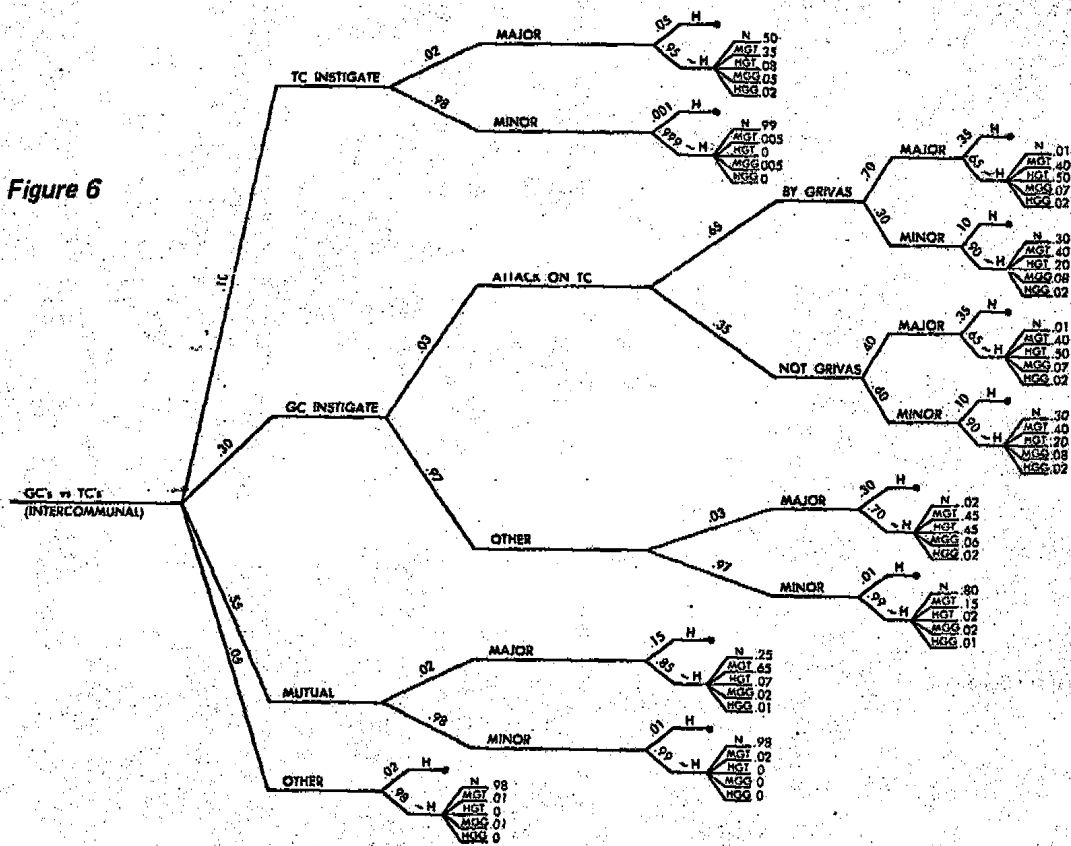 Figure 6
GC's vs TC's
(INTERCOMMUNAL)
.10
TC INSTIGATE
.02
MAJOR
.05 H
.95 ~ H
N .50
MGT .35
HGT .08
MGG .05
HGG .02
.98
MINOR
.001 H
.999 ~ H
N .99
MGT .005
HGT 0
MGG .005
HGG 0
.30
GC INSTIGATE
.03
ATTACK ON TC
.65
BY GRIVAS
.70
MAJOR
.35 H
.65 ~ H
N .01
MGT .40
HGT .50
MGG .07
HGG .02
.30
MINOR
.10 H
.90 ~ H
N .30
MGT .40
HGT .20
MGG .08
HGG .02
.35
NOT GRIVAS
.40
MAJOR
.35 H
.65 ~ H
N .01
MGT .40
HGT .50
MGG .07
HGG .02
.60
MINOR
.10 H
.90 ~ H
N .30
MGT .40
HGT .20
MGG .08
HGG .02
.97
OTHER
.03
MAJOR
.30 H
.70 ~ H
N .02
MGT .45
HGT .45
MGG .06
HGG .02
.97
MINOR
.01 H
.99 ~ H
N .80
MGT .15
HGT .02
MGG .02
HGG .01
.55
MUTUAL
.02
MAJOR
.15 H
.85 ~ H
N .25
MGT .65
HGT .07
MGG .02
HGG .01
.98
MINOR
.01 H
.99 ~ H
N .98
MGT .02
HGT 0
MGG 0
HGG 0
.05
OTHER
.02 H
.98 ~ H
N .98
MGT .01
HGT 0
MGG .01
HGG 0